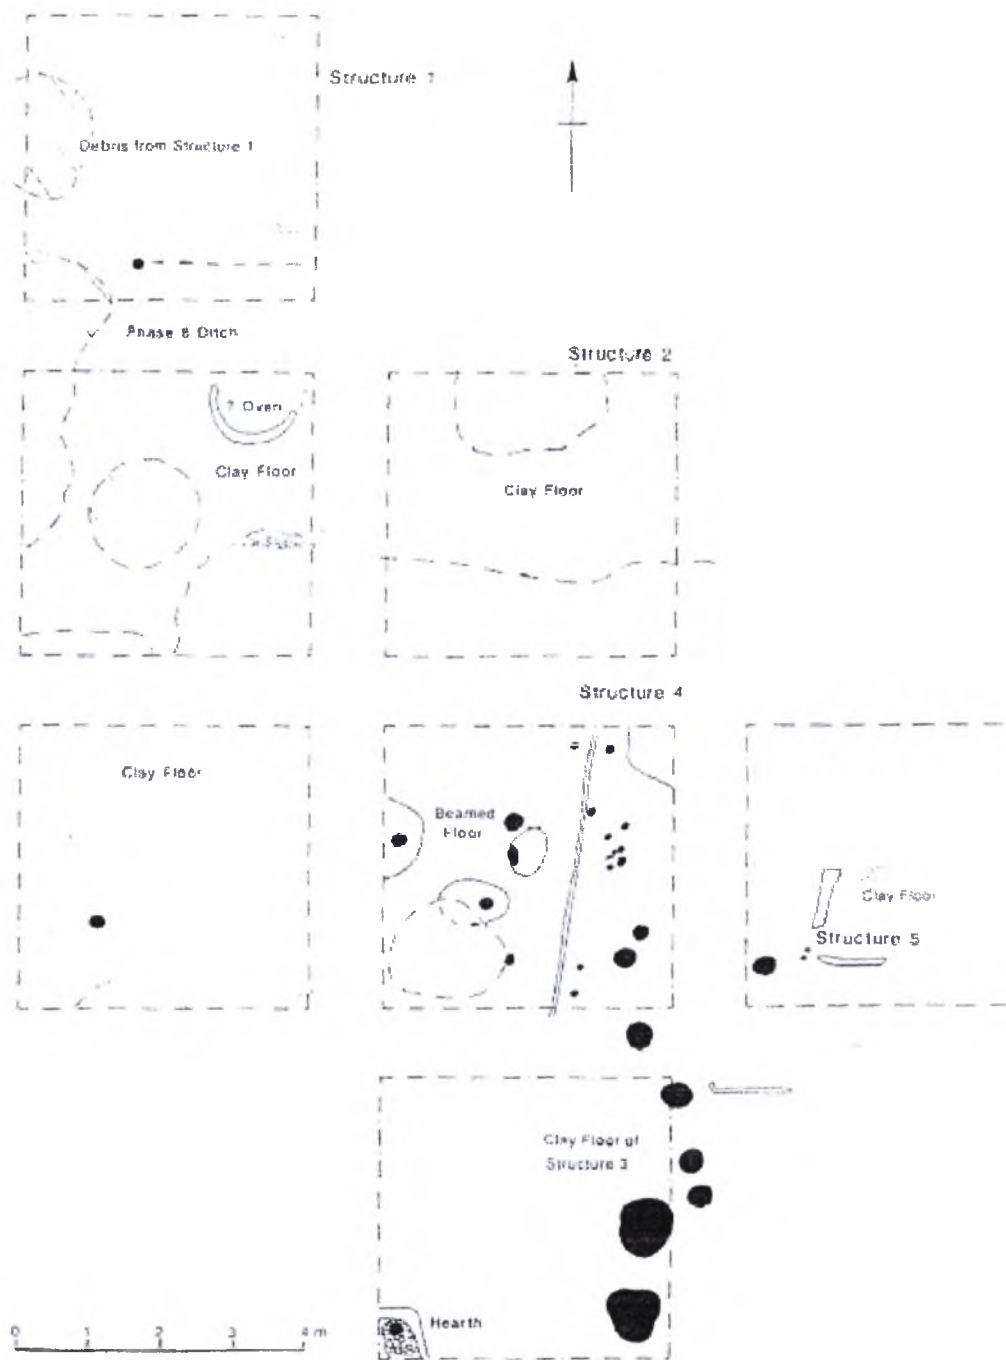 Structure 1
Debris from Structure 1
Phase 6 Ditch
Structure 2
? Oven
Clay Floor
Clay Floor
Structure 4
Clay Floor
Beamed
Floor
Clay Floor
Structure 5
Clay Floor of
Structure 3
Hearth
0 1 2 3 4 m